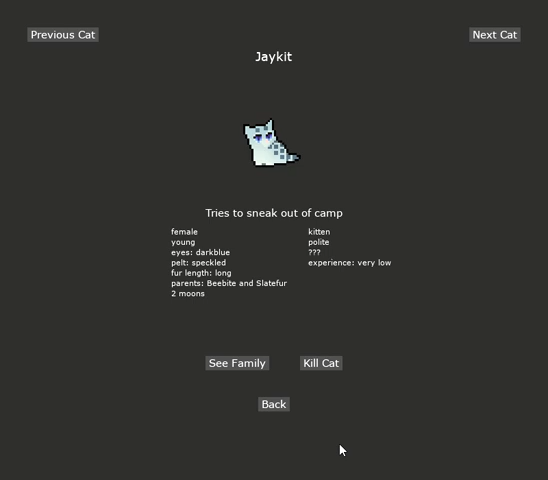 Previous Cat
Next Cat
Jaykit
Tries to sneak out of camp
female
young
eyes: darkblue
pelt: speckled
fur length: long
parents: Beebite and Slatefur
2 moons
kitten
polite
???
experience: very low
See Family
Kill Cat
Back